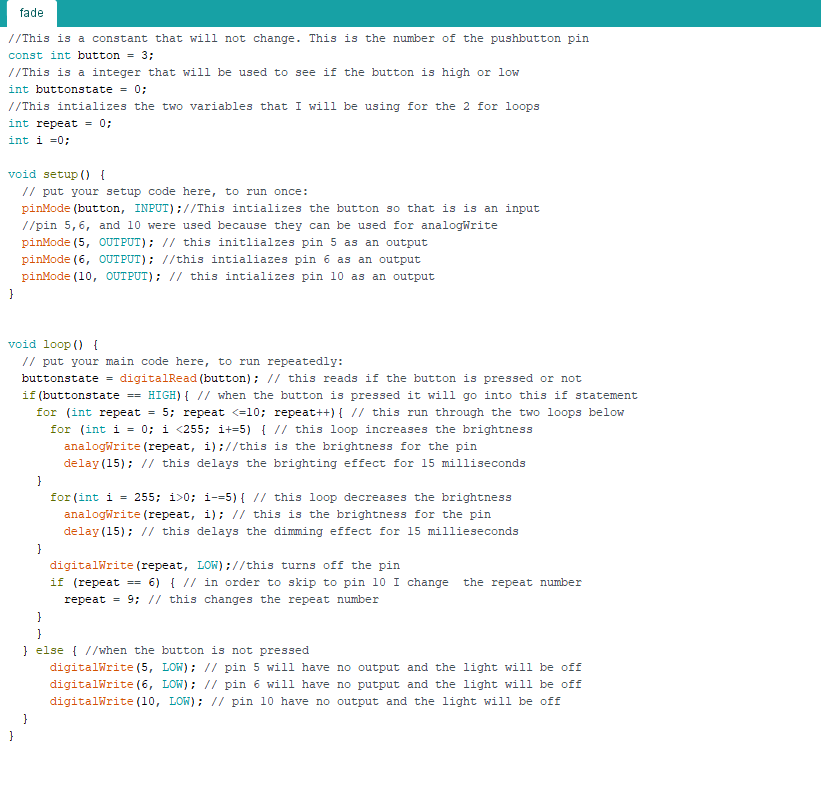 fade
//This is a constant that will not change. This is the number of the pushbutton pin
const int button = 3;
//This is a integer that will be used to see if the button is high or low
int buttonstate = 0;
//This intializes the two variables that I will be using for the 2 for loops
int repeat = 0;
int i =0;

void setup() {
  // put your setup code here, to run once:
  pinMode(button, INPUT);//This intializes the button so that is is an input
  //pin 5,6, and 10 were used because they can be used for analogWrite
  pinMode(5, OUTPUT); // this initlialzes pin 5 as an output
  pinMode(6, OUTPUT); //this intialiazes pin 6 as an output
  pinMode(10, OUTPUT); // this intializes pin 10 as an output
}

void loop() {
  // put your main code here, to run repeatedly:
  buttonstate = digitalRead(button); // this reads if the button is pressed or not
  if(buttonstate == HIGH){ // when the button is pressed it will go into this if statement
    for (int repeat = 5; repeat <=10; repeat++){ // this run through the two loops below
      for (int i = 0; i <255; i+=5) { // this loop increases the brightness
        analogWrite(repeat, i);//this is the brightness for the pin
        delay(15); // this delays the brighting effect for 15 milliseconds
    }
      for(int i = 255; i>0; i-=5){ // this loop decreases the brightness
        analogWrite(repeat, i); // this is the brightness for the pin
        delay(15); // this delays the dimming effect for 15 millieseconds
    }
      digitalWrite(repeat, LOW);//this turns off the pin
      if (repeat == 6) { // in order to skip to pin 10 I change  the repeat number
        repeat = 9; // this changes the repeat number
    }
    }
  } else { //when the button is not pressed
      digitalWrite(5, LOW); // pin 5 will have no output and the light will be off
      digitalWrite(6, LOW); // pin 6 will have no putput and the light will be off
      digitalWrite(10, LOW); // pin 10 have no output and the light will be off
  }
}